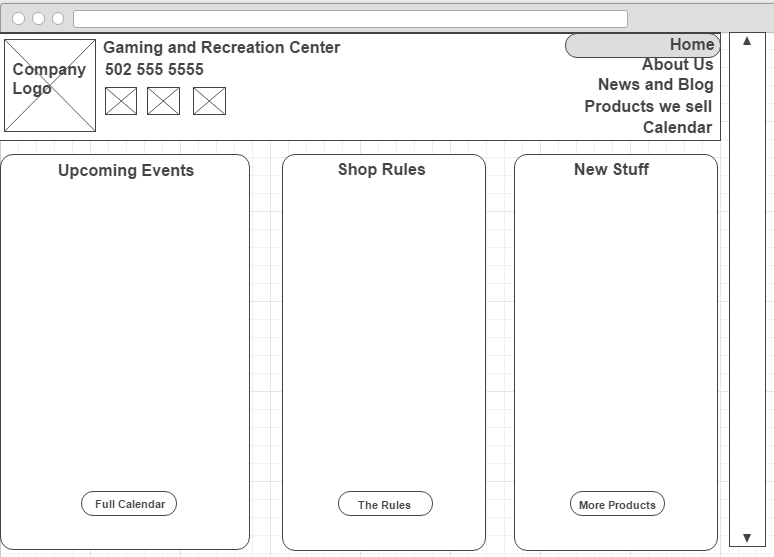 Company
Logo
Gaming and Recreation Center
502 555 5555
Home
About Us
News and Blog
Products we sell
Calendar
Upcoming Events
Full Calendar
Shop Rules
The Rules
New Stuff
More Products